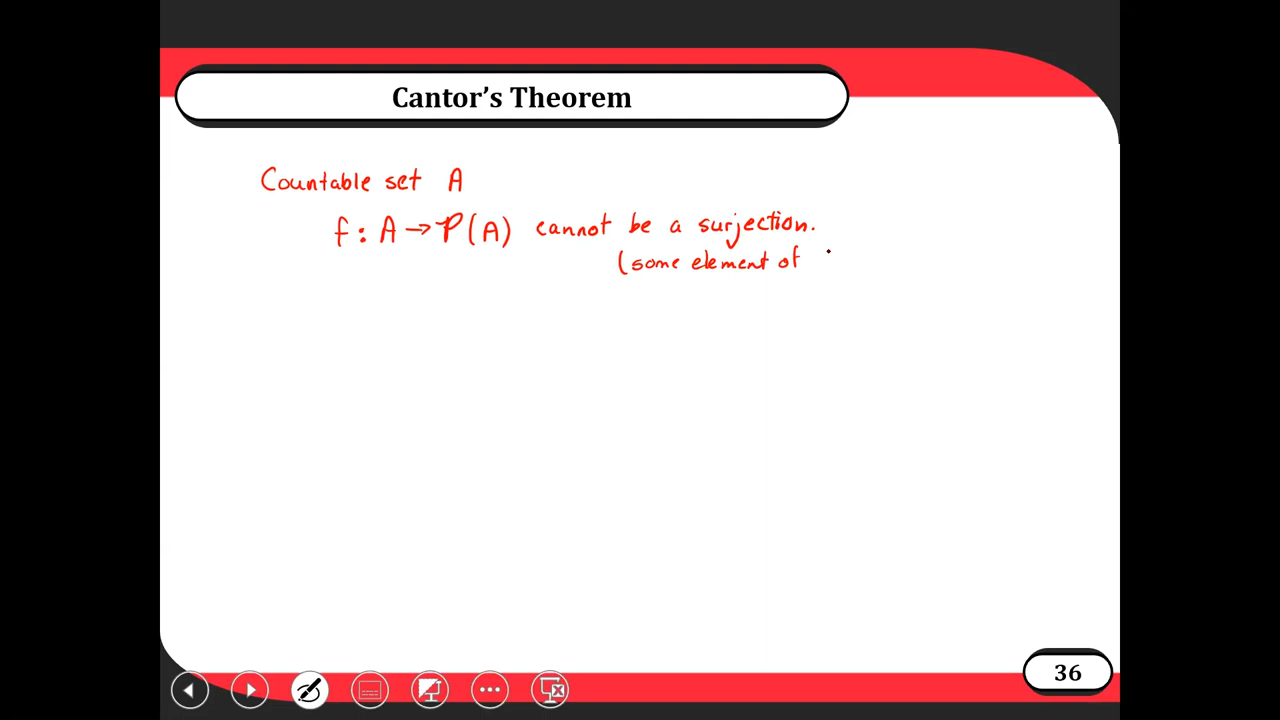 Cantor’s Theorem
Countable set A
f: A → P(A) cannot be a surjection.
(some element of
36